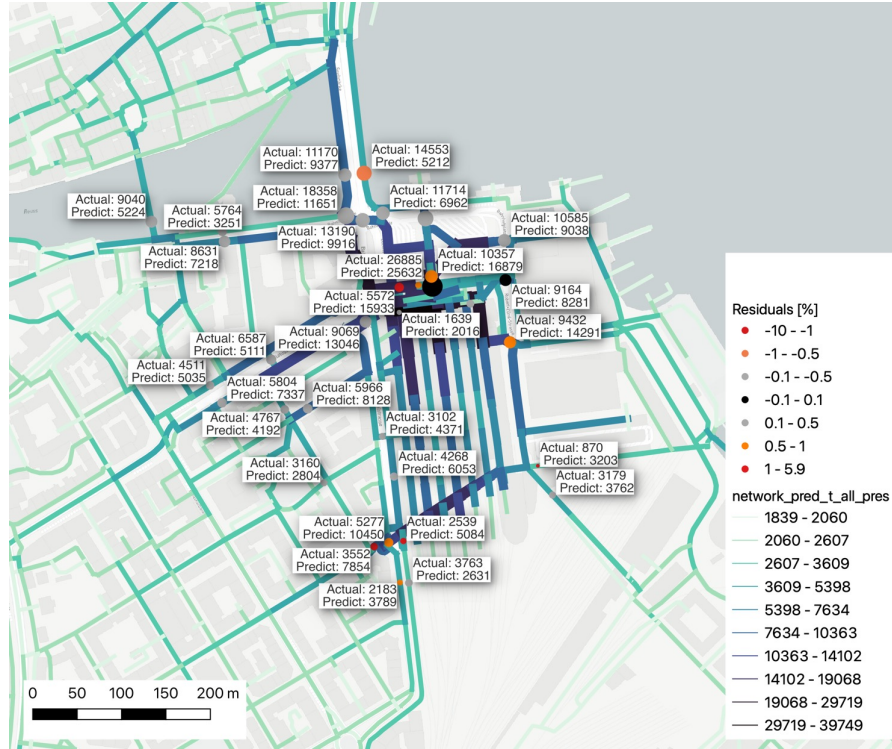 Actual: 14553
Predict: 5212
Actual: 11170
Predict: 9377
Actual: 18358
Predict: 11651
Actual: 11714
Predict: 6962
Actual: 9040
Predict: 5224
Actual: 5764
Predict: 3251
Actual: 10585
Predict: 9038
Actual: 13190
Predict: 9916
Actual: 8631
Predict: 7218
Actual: 26885
Predict: 25632
Actual: 10357
Predict: 16879
Actual: 9164
Predict: 8281
Actual: 5572
Predict: 15933
Actual: 1639
Predict: 2016
Actual: 9432
Predict: 14291
Actual: 9069
Predict: 13046
Actual: 6587
Predict: 5111
Actual: 4511
Predict: 5035
Actual: 5804
Predict: 7337
Actual: 5966
Predict: 8128
Actual: 4767
Predict: 4192
Actual: 3102
Predict: 4371
Actual: 4268
Predict: 6053
Actual: 870
Predict: 3203
Actual: 3160
Predict: 2804
Actual: 3179
Predict: 3762
Actual: 5277
Predict: 10450
Actual: 2539
Predict: 5084
Actual: 3552
Predict: 7854
Actual: 3763
Predict: 2631
Actual: 2183
Predict: 3789
Residuals [%]
-10 - -1
-1 - -0.5
-0.1 - -0.5
-0.1 - 0.1
0.1 - 0.5
0.5 - 1
1 - 5.9
network_pred_t_all_pres
1839 - 2060
2060 - 2607
2607 - 3609
3609 - 5398
5398 - 7634
7634 - 10363
10363 - 14102
14102 - 19068
19068 - 29719
29719 - 39749
0 50 100 150 200 m